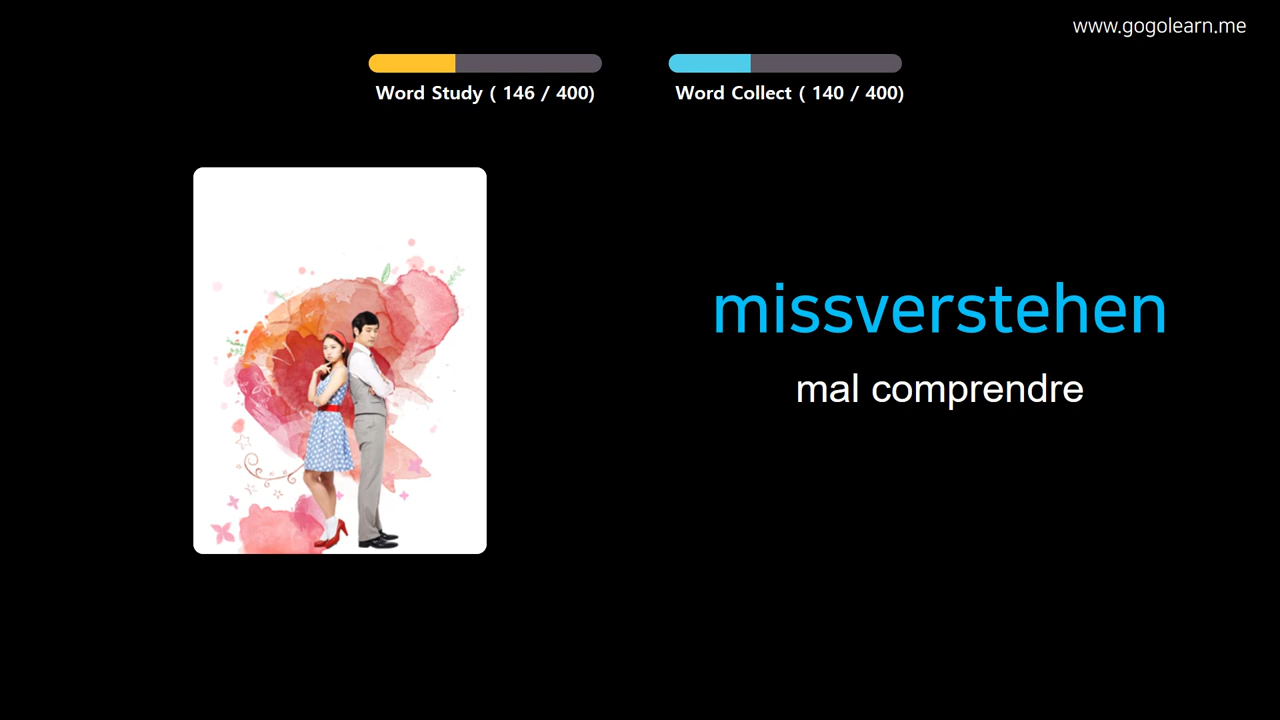 www.gogolearn.me
Word Study ( 146 / 400)
Word Collect ( 140 / 400)
missverstehen
mal comprendre